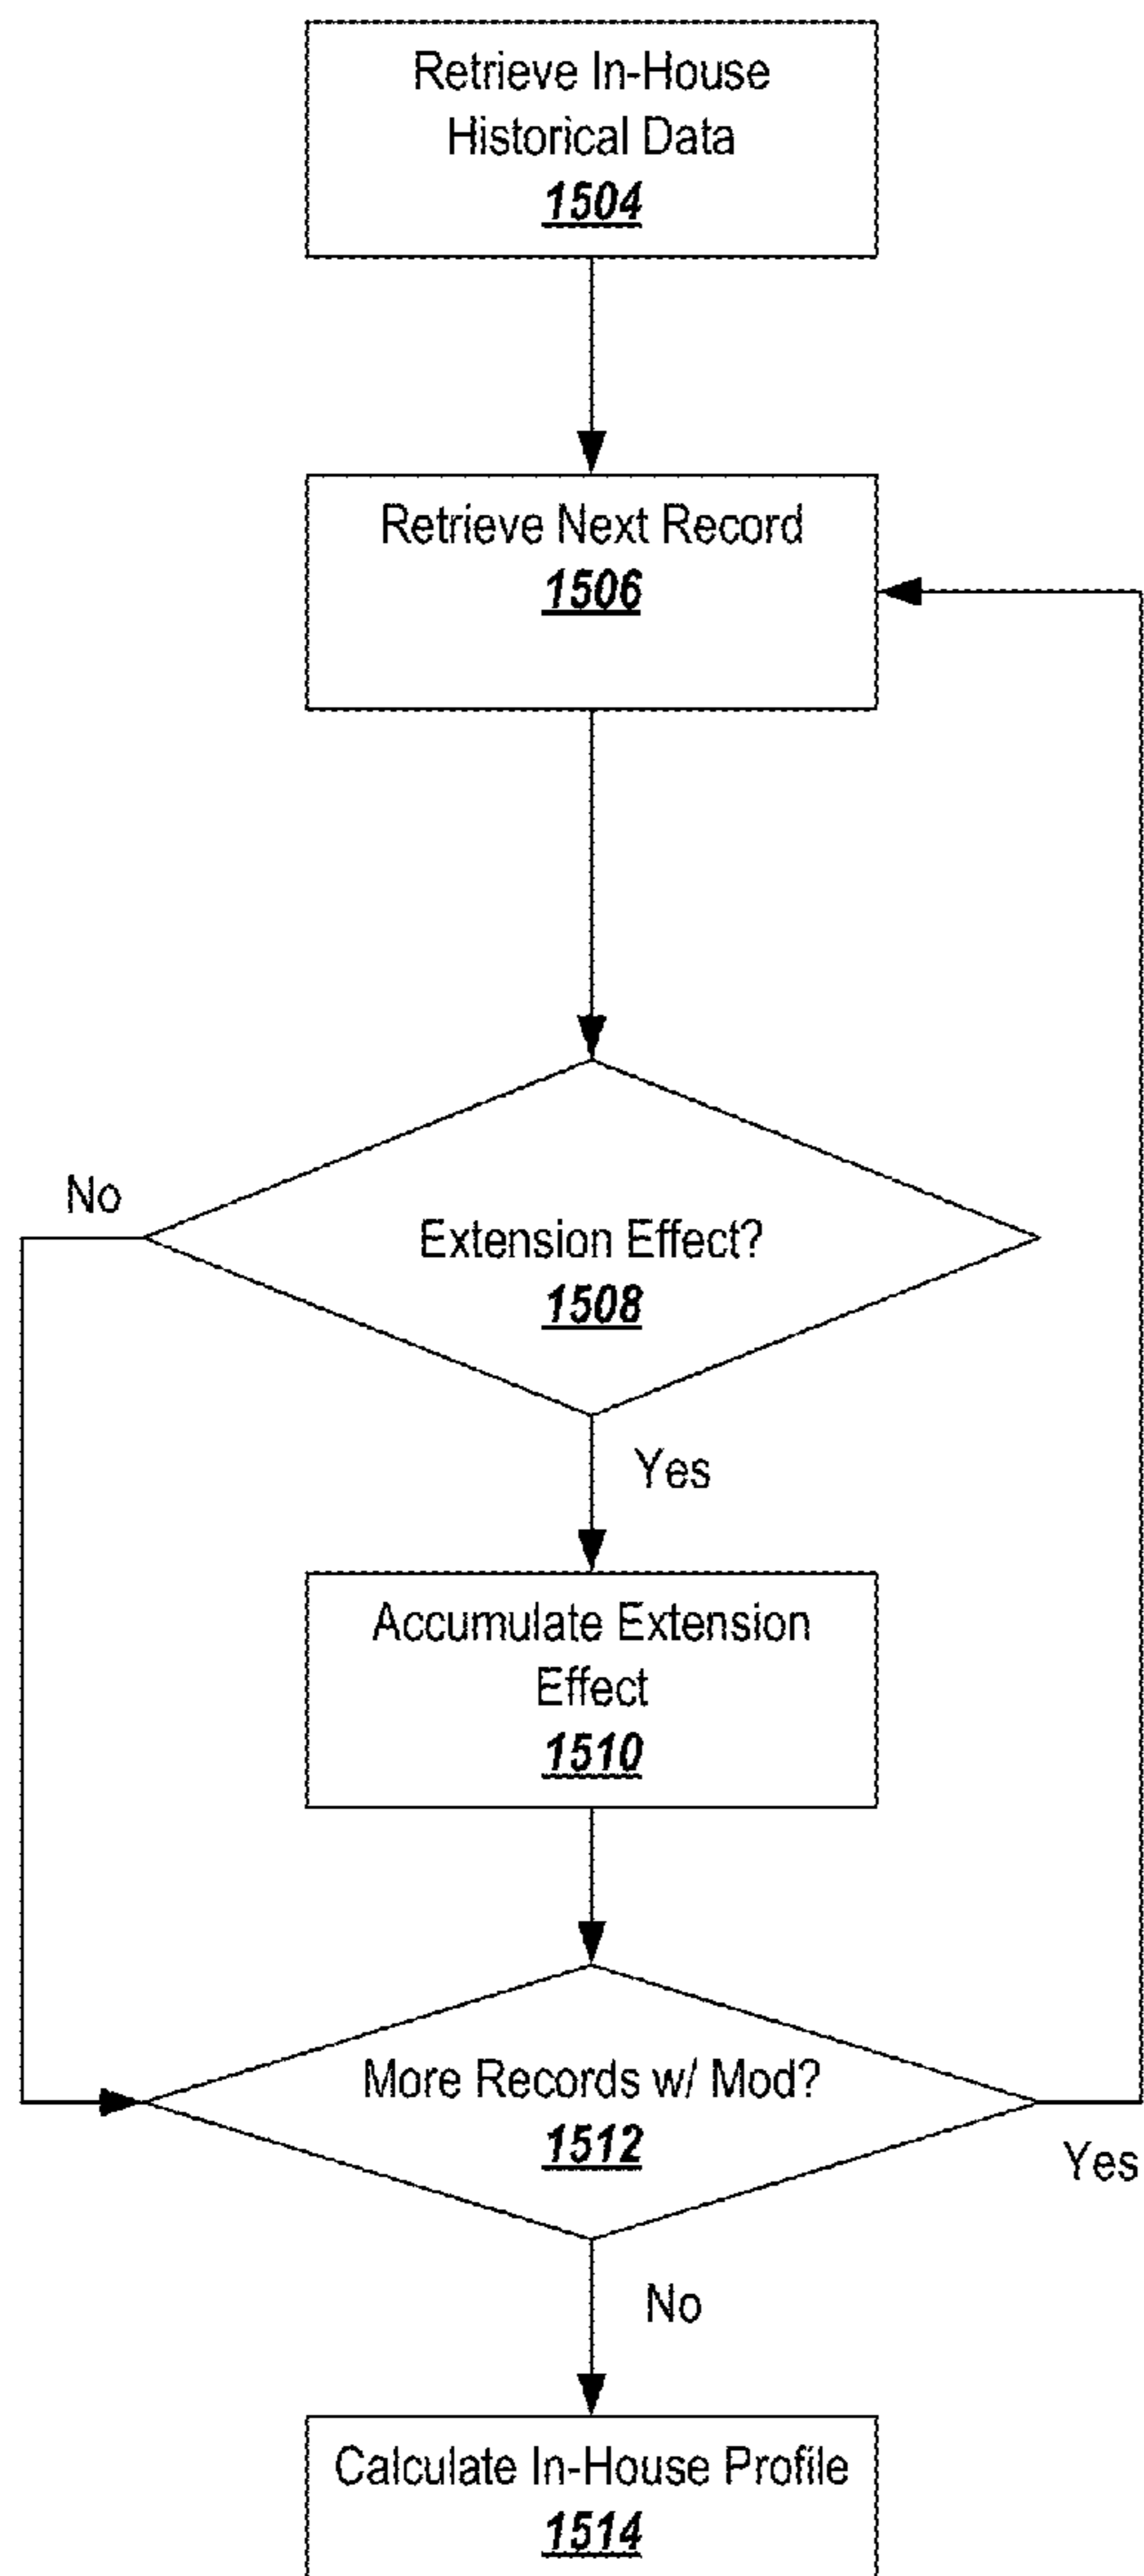 Retrieve In-House
Historical Data
1504
Retrieve Next Record
1506
No
Extension Effect?
1508
Yes
Accumulate Extension
Effect
1510
More Records w/ Mod?
1512
Yes
No
Calculate In-House Profile
1514